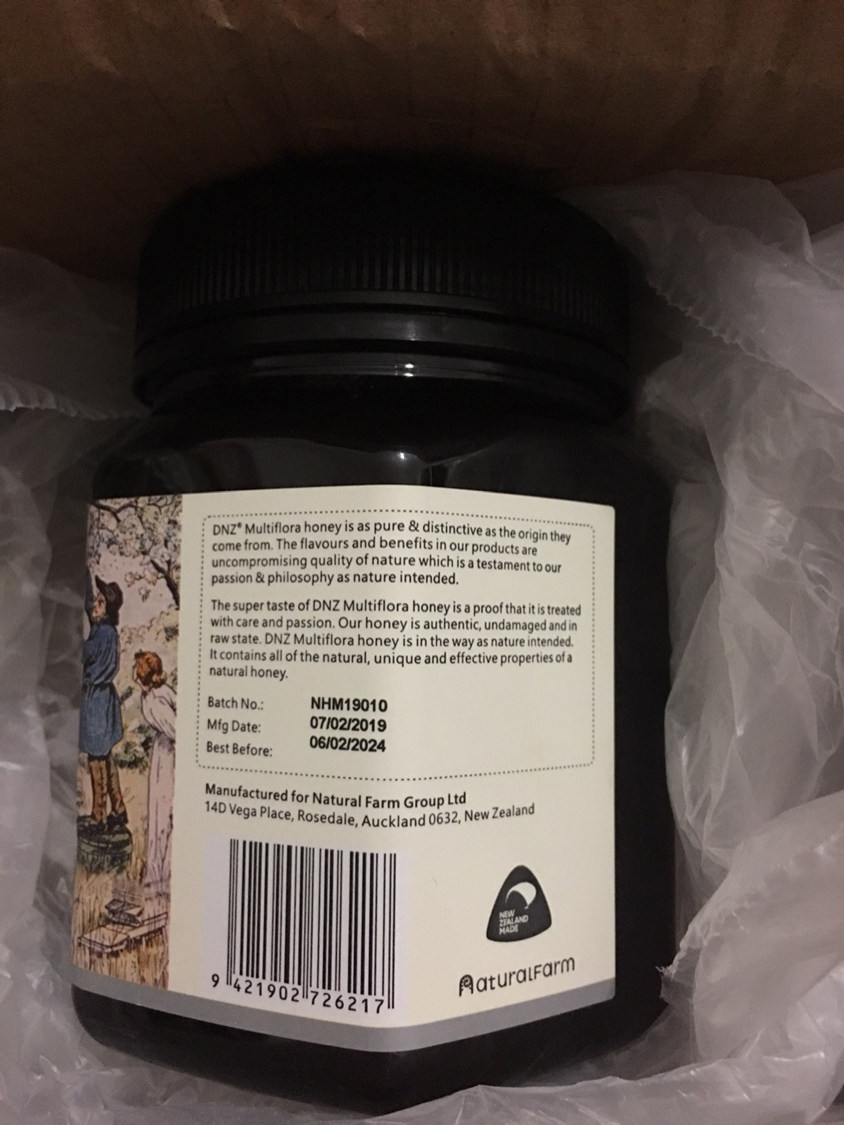 DNZ® Multiflora honey is as pure & distinctive as the origin they
come from. The flavours and benefits in our products are
uncompromising quality of nature which is a testament to our
passion & philosophy as nature intended.
The super taste of DNZ Multiflora honey is a proof that it is treated
with care and passion. Our honey is authentic, undamaged and in
raw state. DNZ Multiflora honey is in the way as nature intended.
It contains all of the natural, unique and effective properties of a
natural honey.
Batch No.: NHM19010
Mfg Date: 07/02/2019
Best Before: 06/02/2024
Manufactured for Natural Farm Group Ltd
14D Vega Place, Rosedale, Auckland 0632, New Zealand
NEW
ZEALAND
MADE
9 421902 726217
NaturalFarm